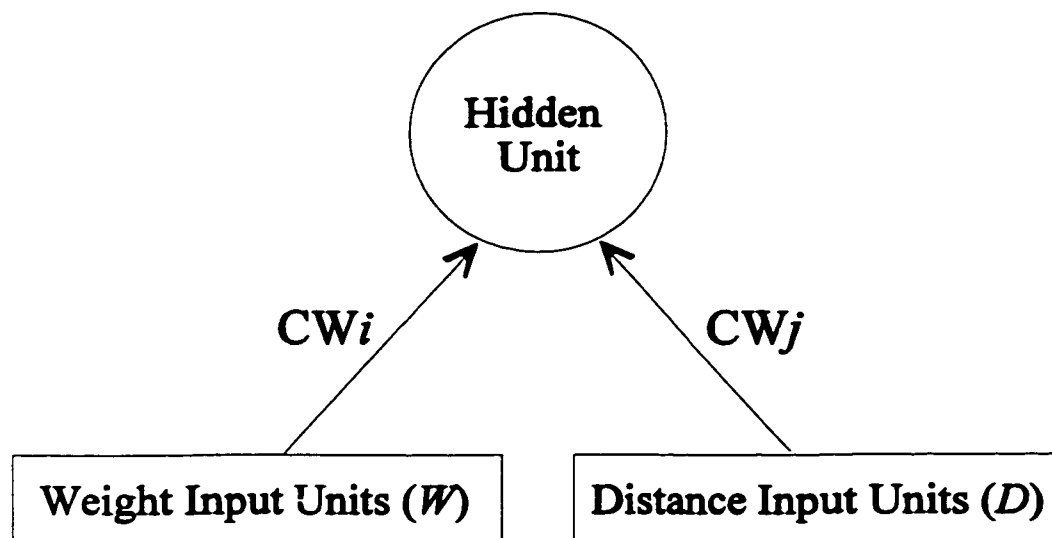 Hidden
Unit
CWi
CWj
Weight Input Units (W)
Distance Input Units (D)